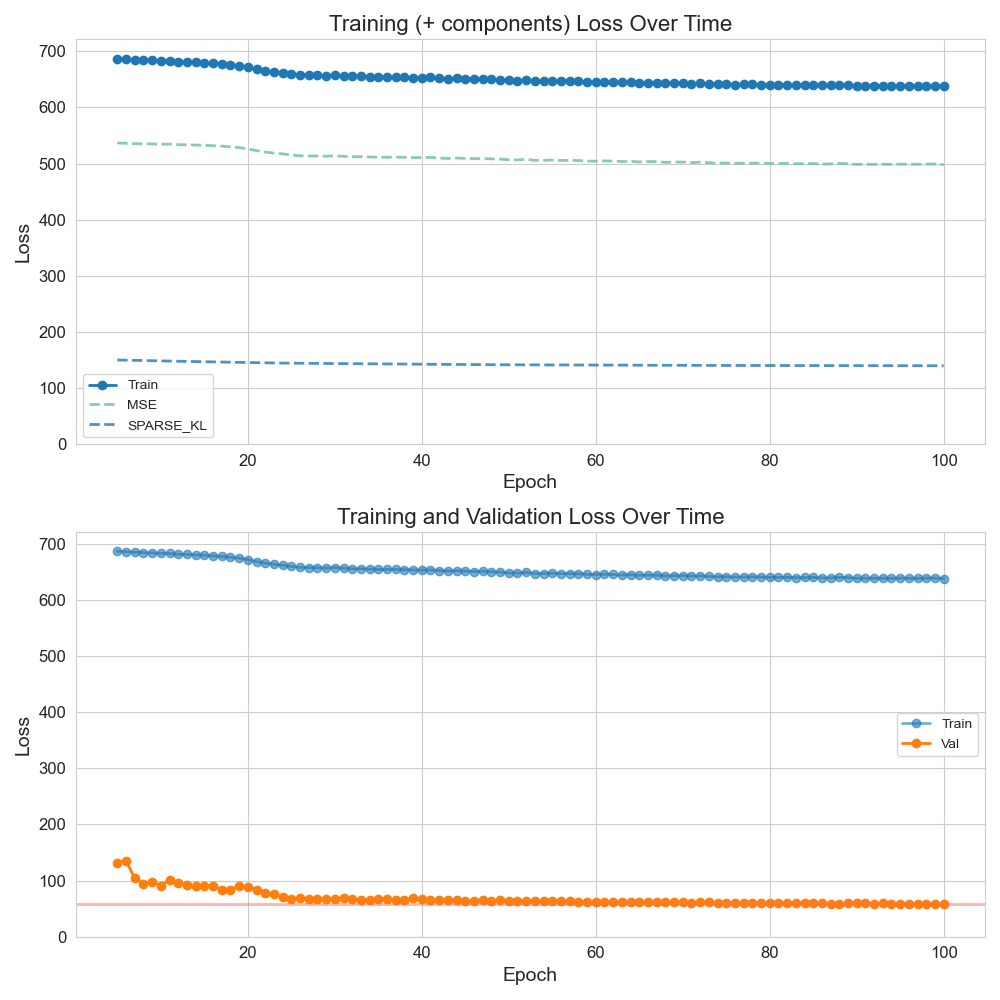 Training (+ components) Loss Over Time
700
600
500
400
300
200
100
0
Loss
Train
MSE
SPARSE_KL
20 40 60 80 100
Epoch
Training and Validation Loss Over Time
700
600
500
400
300
200
100
0
Loss
Train
Val
20 40 60 80 100
Epoch